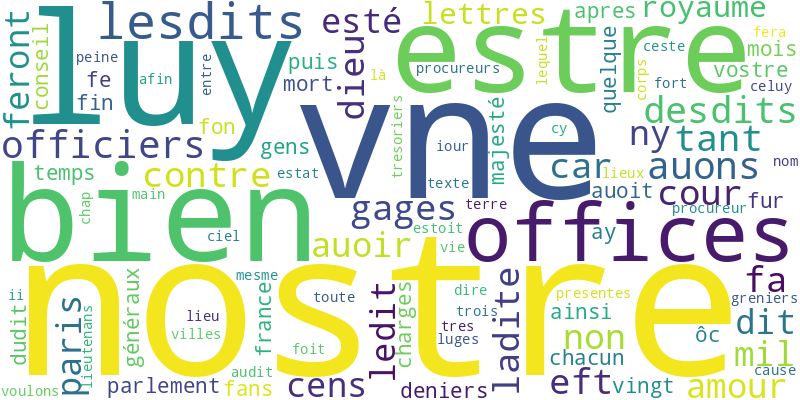 luy
vne
estre
bien
nostre
offices
lesdits
esté
lettres
apres
royaume
feront
conseil
peine
fe
afin
entre
puis
mort
dieu
là
procureurs
lequel
corps
quelque
ceste
fera
mois
vostre
fort
celuy
fin
fon
officiers
gens
tresoriers
iour
majesté
cy
desdits
ny
tant
temps
contre
estat
texte
car
auons
nom
lieux
chap
main
gages
terre
auoit
cour
procureur
fur
ciel
auoir
estoit
vie
ay
fa
ii
dudit
paris
lieutenans
généraux
lieu
villes
mesme
france
toute
ledit
charges
dire
trois
tres
luges
ladite
presentes
ainsi
non
ôc
greniers
dit
chacun
mil
cause
voulons
parlement
foit
audit
fans
cens
deniers
eft
vingt
amour